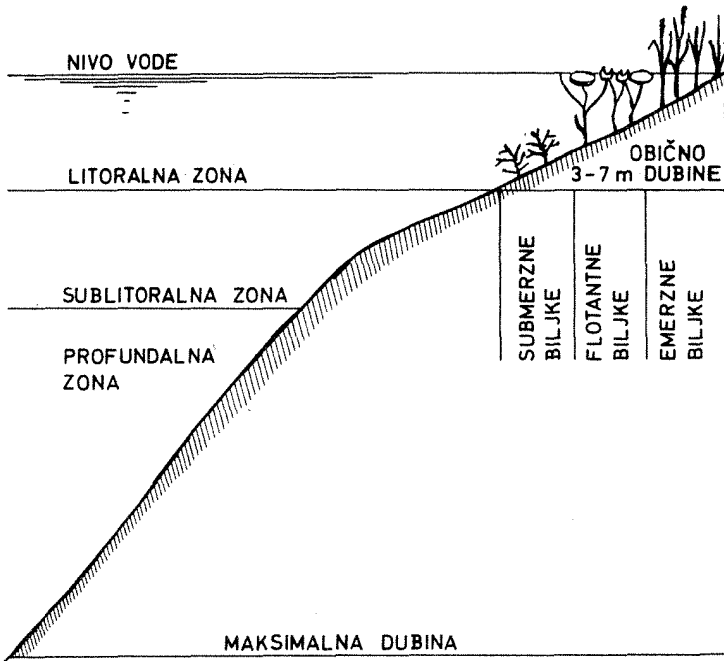 NIVO VODE
OBIČNO
3-7 m DUBINE
LITORALNA ZONA
SUBLITORALNA ZONA
PROFUNDALNA
ZONA
SUBMERZNE
BILJKE
FLOTANTNE
BILJKE
EMERZNE
BILJKE
MAKSIMALNA DUBINA